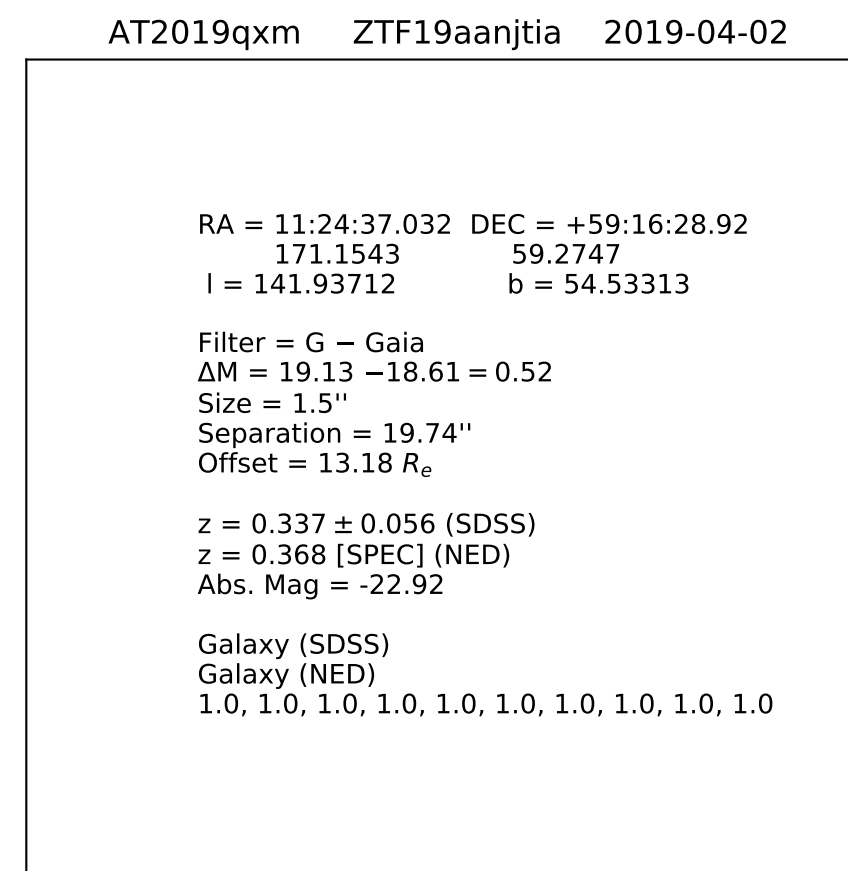 AT2019qxm ZTF19aanjtia 2019-04-02
RA = 11:24:37.032 DEC = +59:16:28.92
171.1543 59.2747
l = 141.93712 b = 54.53313
Filter = G − Gaia
ΔM = 19.13 −18.61 = 0.52
Size = 1.5''
Separation = 19.74''
Offset = 13.18 Re
z = 0.337 ± 0.056 (SDSS)
z = 0.368 [SPEC] (NED)
Abs. Mag = -22.92
Galaxy (SDSS)
Galaxy (NED)
1.0, 1.0, 1.0, 1.0, 1.0, 1.0, 1.0, 1.0, 1.0, 1.0